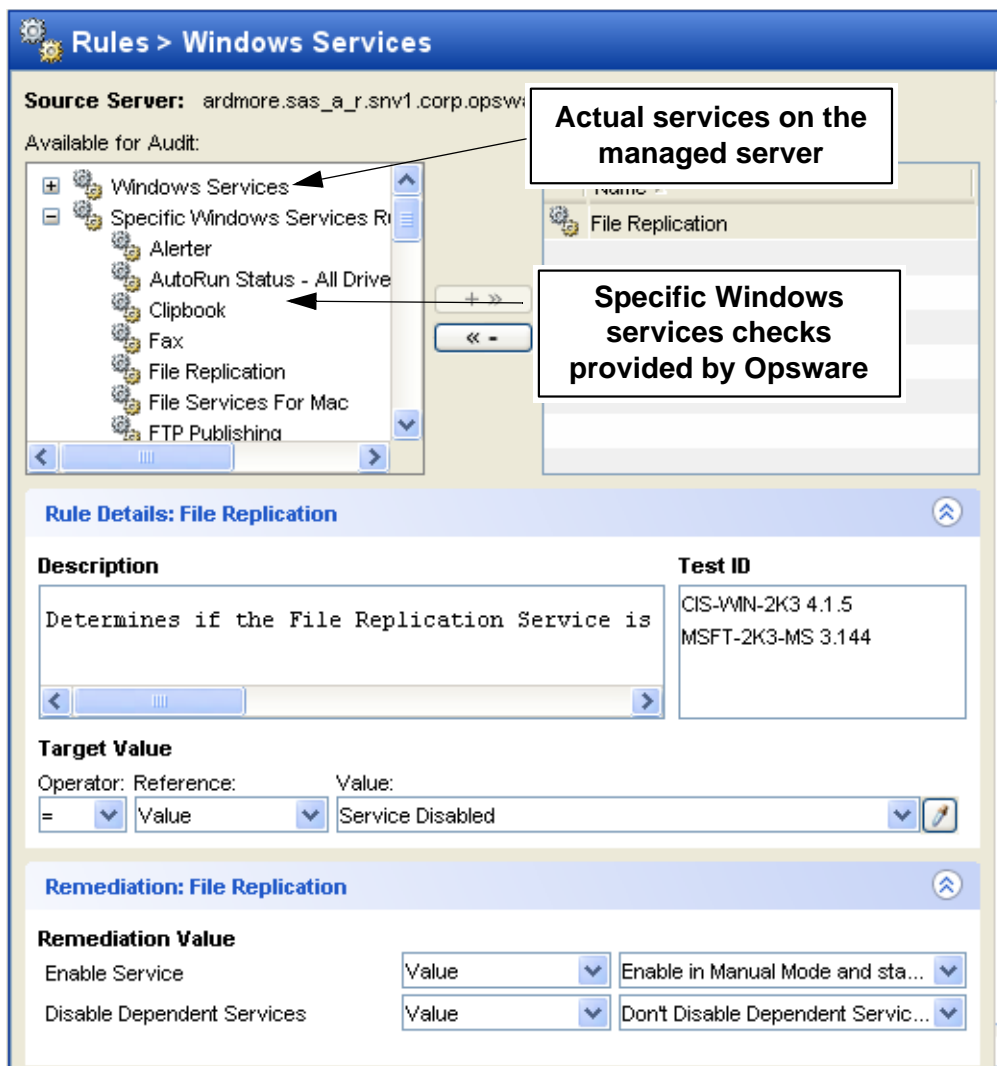 Rules > Windows Services
Source Server: ardmore.sas_a_r.snv1.corp.opswa
Available for Audit:
Actual services on the
managed server
Windows Services
Specific Windows Services Ru
Alerter
AutoRun Status - All Drive
Clipbook
Fax
File Replication
File Services For Mac
FTP Publishing
+ »
« -
Name
File Replication
Specific Windows
services checks
provided by Opsware
Rule Details: File Replication
Description
Test ID
Determines if the File Replication Service is
CIS-WIN-2K3 4.1.5
MSFT-2K3-MS 3.144
Target Value
Operator: Reference: Value:
= Value Service Disabled
Remediation: File Replication
Remediation Value
Enable Service Value Enable in Manual Mode and sta...
Disable Dependent Services Value Don't Disable Dependent Servic...